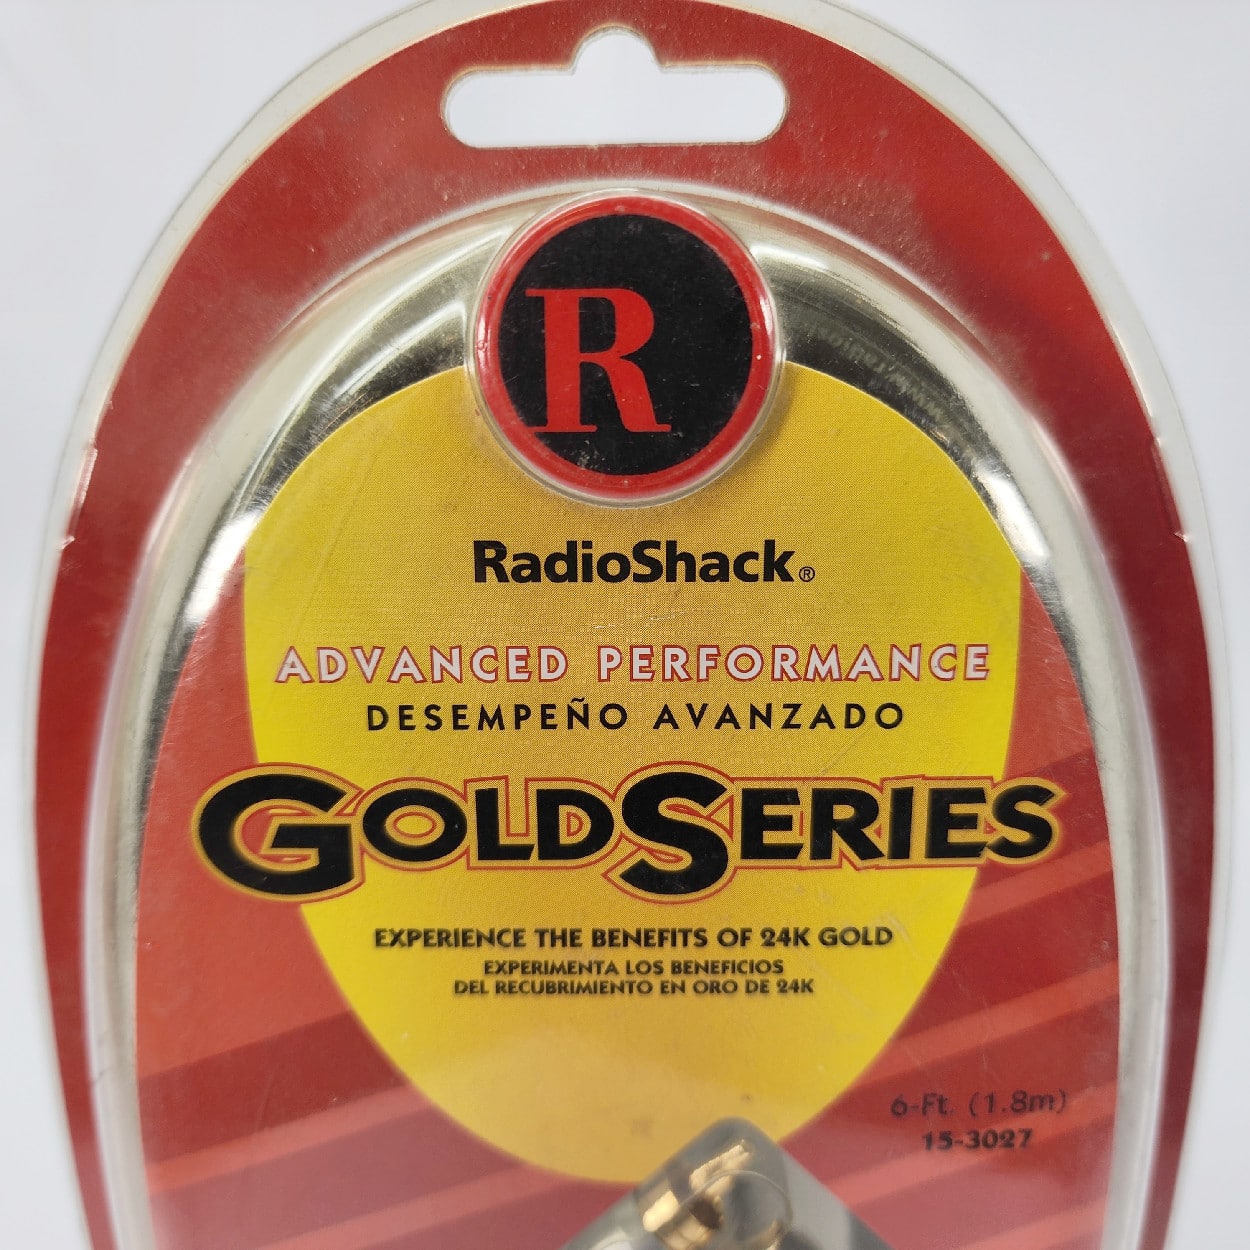 R
RadioShack®
ADVANCED PERFORMANCE
DESEMPEÑO AVANZADO
GOLDSERIES
EXPERIENCE THE BENEFITS OF 24K GOLD
EXPERIMENTA LOS BENEFICIOS
DEL RECUBRIMIENTO EN ORO DE 24K
6-Ft. (1.8m)
15-3027